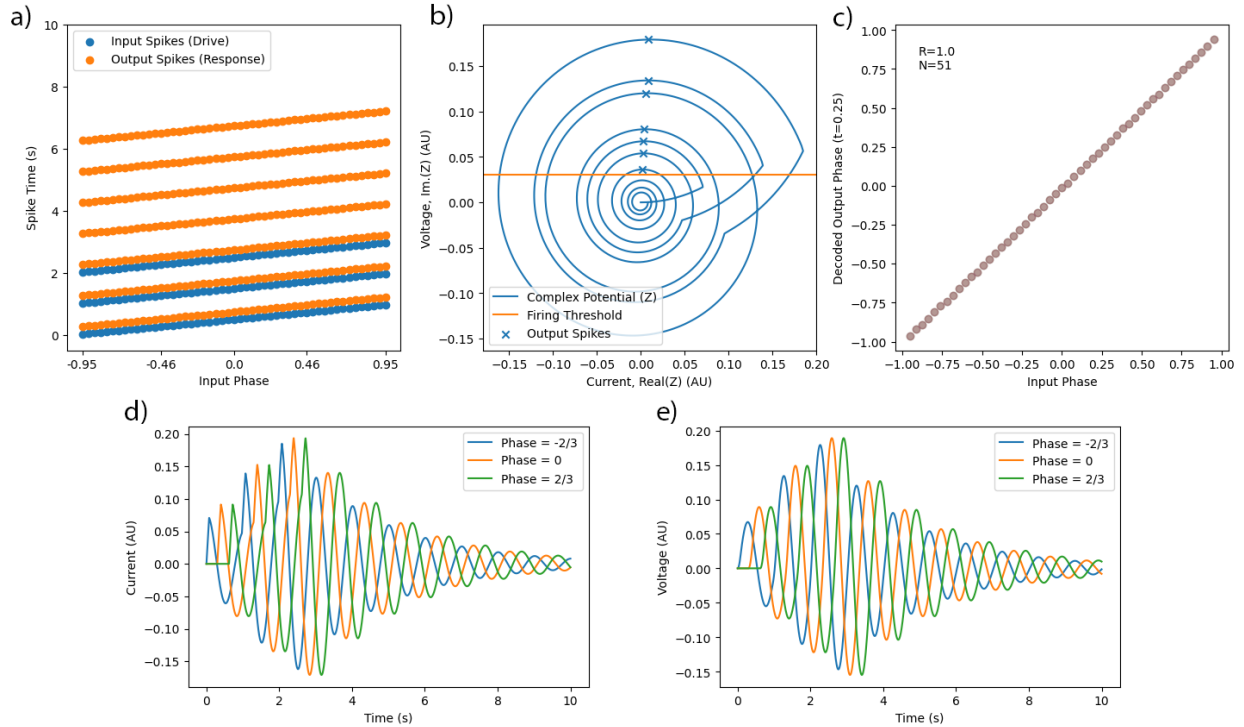 a)
10
8
6
4
2
0
Spike Time (s)
Input Spikes (Drive)
Output Spikes (Response)
-0.95
-0.46
0.0
0.46
0.95
Input Phase
b)
0.15
0.10
0.05
0.00
−0.05
−0.10
−0.15
Voltage, Im.(Z) (AU)
Complex Potential (Z)
Firing Threshold
Output Spikes
−0.15
−0.10
−0.05
0.00
0.05
0.10
0.15
0.20
Current, Real(Z) (AU)
c)
1.00
0.75
0.50
0.25
0.00
−0.25
−0.50
−0.75
−1.00
Decoded Output Phase (t=0.25)
R=1.0
N=51
−1.00
−0.75
−0.50
−0.25
0.00
0.25
0.50
0.75
1.00
Input Phase
d)
0.20
0.15
0.10
0.05
0.00
−0.05
−0.10
−0.15
Current (AU)
Phase = -2/3
Phase = 0
Phase = 2/3
0
2
4
6
8
10
Time (s)
e)
0.20
0.15
0.10
0.05
0.00
−0.05
−0.10
−0.15
Voltage (AU)
Phase = -2/3
Phase = 0
Phase = 2/3
0
2
4
6
8
10
Time (s)